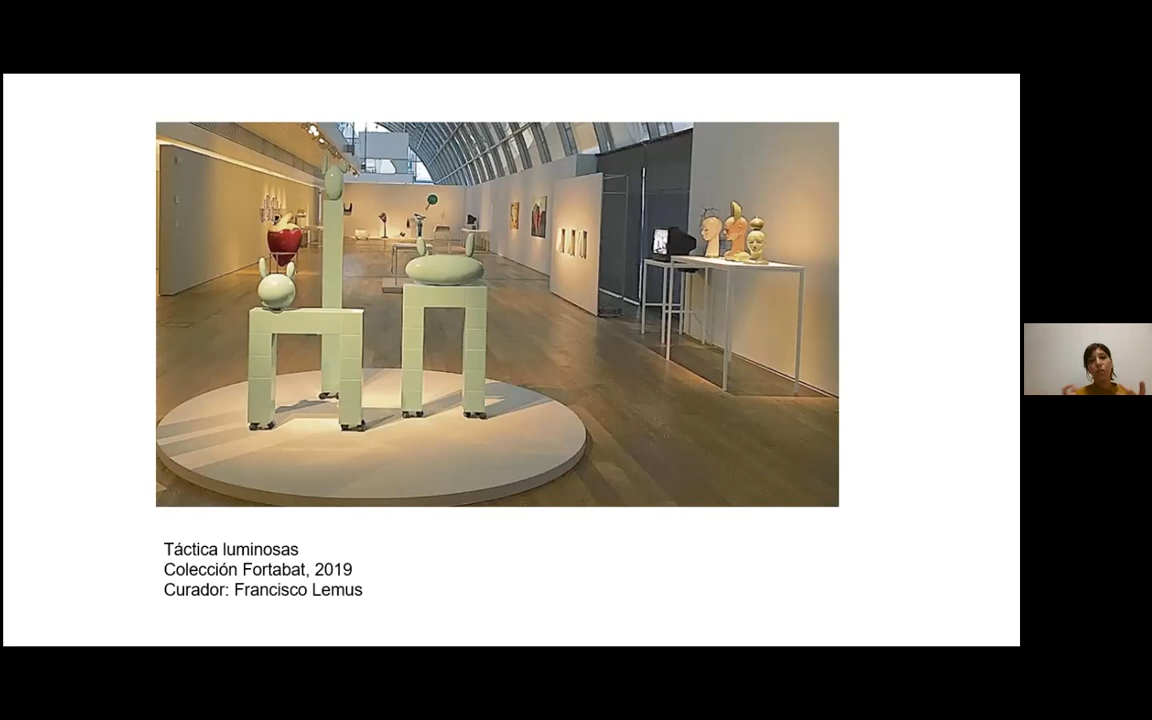 Táctica luminosas
Colección Fortabat, 2019
Curador: Francisco Lemus